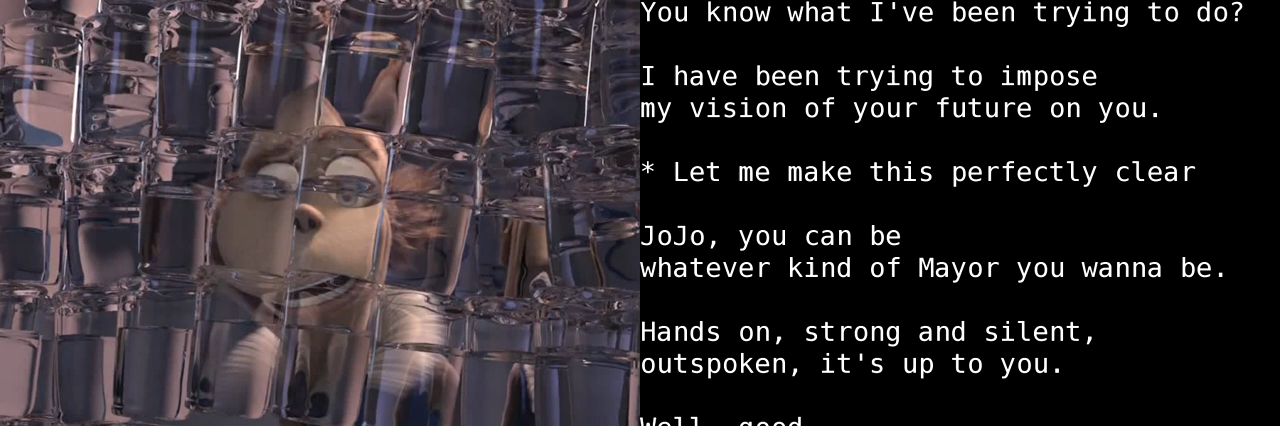 You know what I've been trying to do?
I have been trying to impose
my vision of your future on you.
* Let me make this perfectly clear
JoJo, you can be
whatever kind of Mayor you wanna be.
Hands on, strong and silent,
outspoken, it's up to you.
Well, good